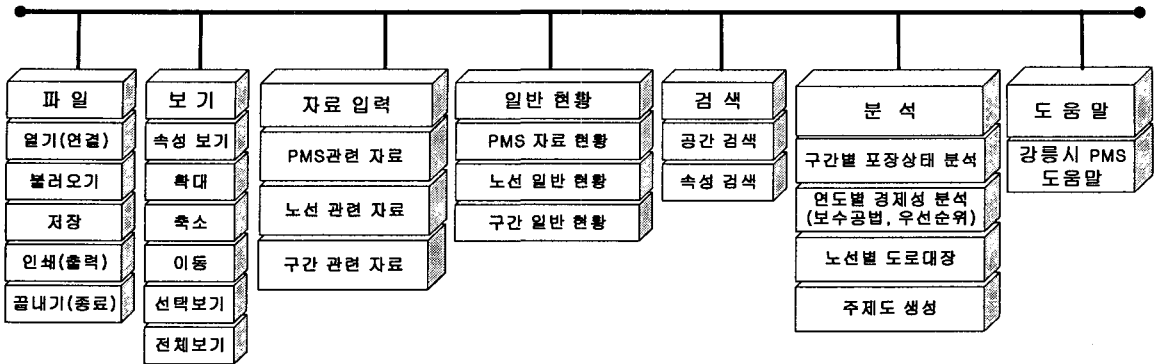 파 일
열기(연결)
불러오기
저장
인쇄(출력)
끝내기(종료)
보 기
속성 보기
확대
축소
이동
선택보기
전체보기
자료 입력
PMS관련 자료
노선 관련 자료
구간 관련 자료
일반 현황
PMS 자료 현황
노선 일반 현황
구간 일반 현황
검 색
공간 검색
속성 검색
분 석
구간별 포장상태 분석
연도별 경제성 분석
(보수공법, 우선순위)
노선별 도로대장
주제도 생성
도 움 말
강릉시 PMS
도움말